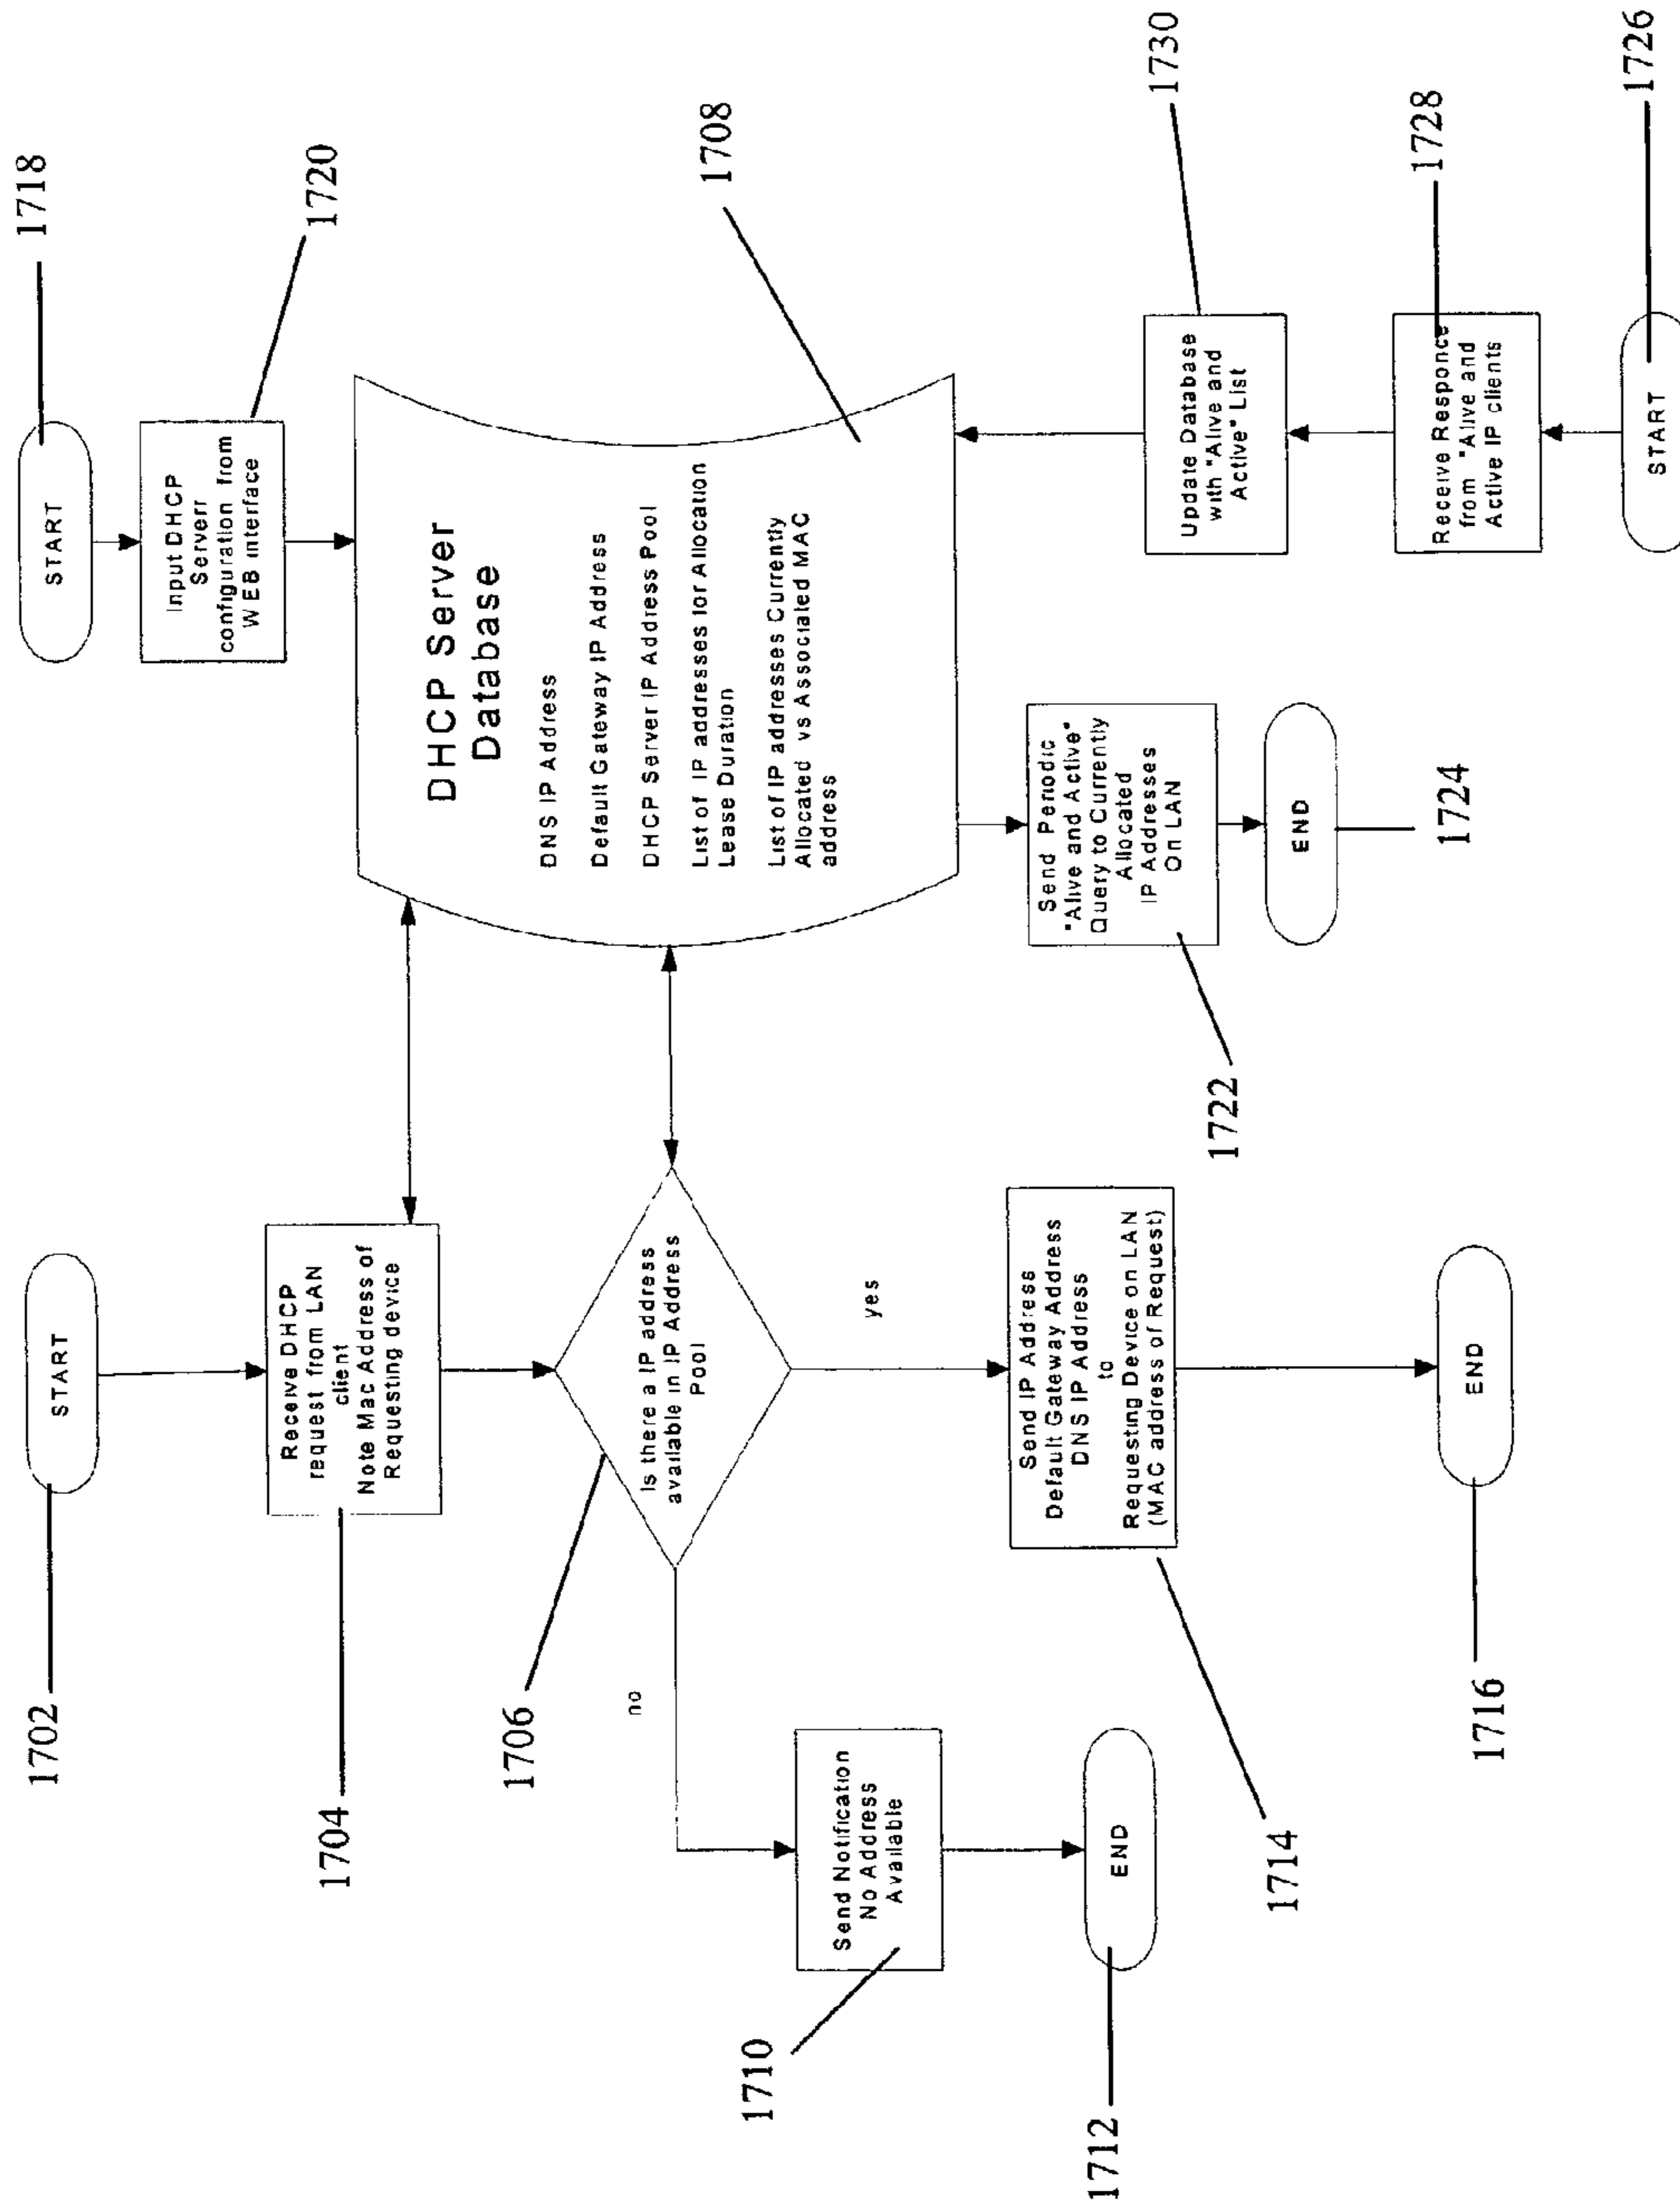 1702
START
1704
Receive DHCP
request from LAN
client
Note Mac Address of
Requesting device
1706
Is there a IP address
available in IP Address
Pool
no
yes
1710
Send Notification
No Address
Available
1712
END
1714
Send IP Address
Default Gateway Address
DNS IP Address
to
Requesting Device on LAN
(MAC address of Request)
1716
END
1718
START
1720
Input DHCP
Serverr
configuration from
WEB interface
1708
DHCP Server
Database
DNS IP Address
Default Gateway IP Address
DHCP Server IP Address Pool
List of IP addresses for Allocation
Lease Duration
List of IP addresses Currently
Allocated vs Associated MAC
address
1722
Send Periodic
"Alive and Active"
Query to Currently
Allocated
IP Addresses
On LAN
1724
END
1730
Update Database
with "Alive and
Active" List
1728
Receive Responce
from "Alive and
Active IP clients
1726
START